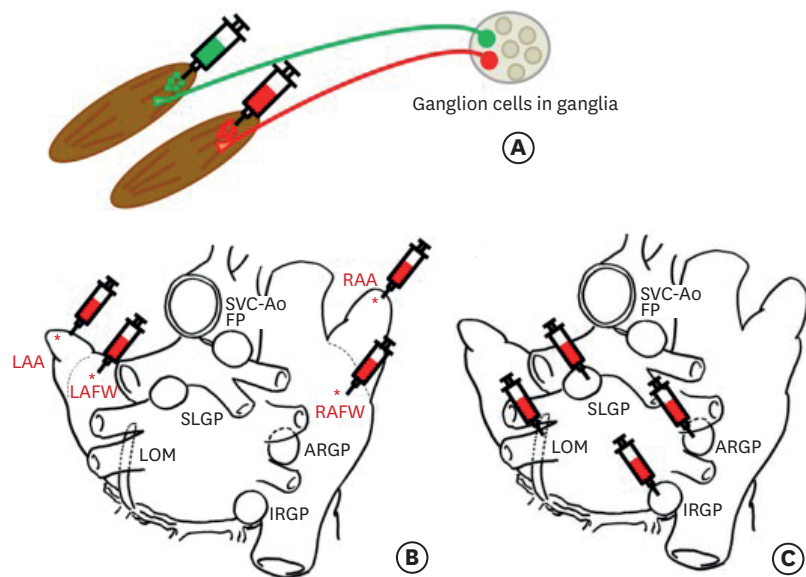 Ganglion cells in ganglia
A
RAA
*
SVC-Ao
FP
*
LAA
*
LAFW
*
RAFW
SLGP
LOM
ARGP
IRGP
B
SVC-Ao
FP
SLGP
LOM
ARGP
IRGP
C